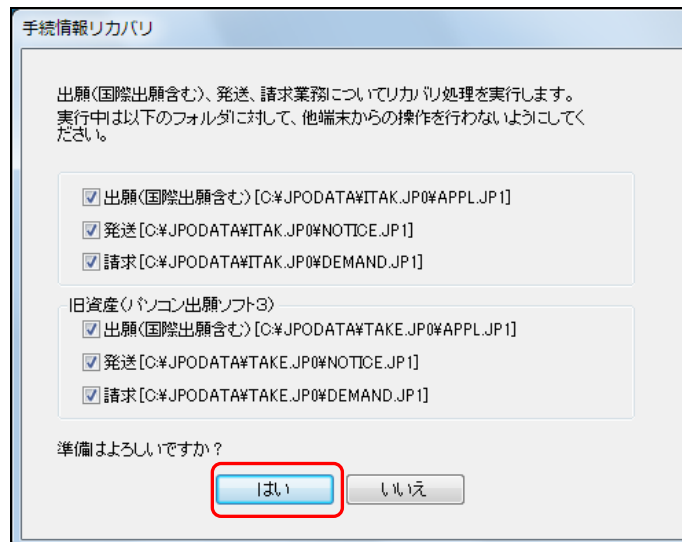 手続情報リカバリ
出願(国際出願含む)、発送、請求業務についてリカバリ処理を実行します。
実行中は以下のフォルダに対して、他端末からの操作を行わないようにしてく
ださい。
出願(国際出願含む)[C:¥JPODATA¥ITAK.JP0¥APPL.JP1]
発送[C:¥JPODATA¥ITAK.JP0¥NOTICE.JP1]
請求[C:¥JPODATA¥ITAK.JP0¥DEMAND.JP1]
旧資産(パソコン出願ソフト3)
出願(国際出願含む)[C:¥JPODATA¥TAKE.JP0¥APPL.JP1]
発送[C:¥JPODATA¥TAKE.JP0¥NOTICE.JP1]
請求[C:¥JPODATA¥TAKE.JP0¥DEMAND.JP1]
準備はよろしいですか？
はい
いいえ